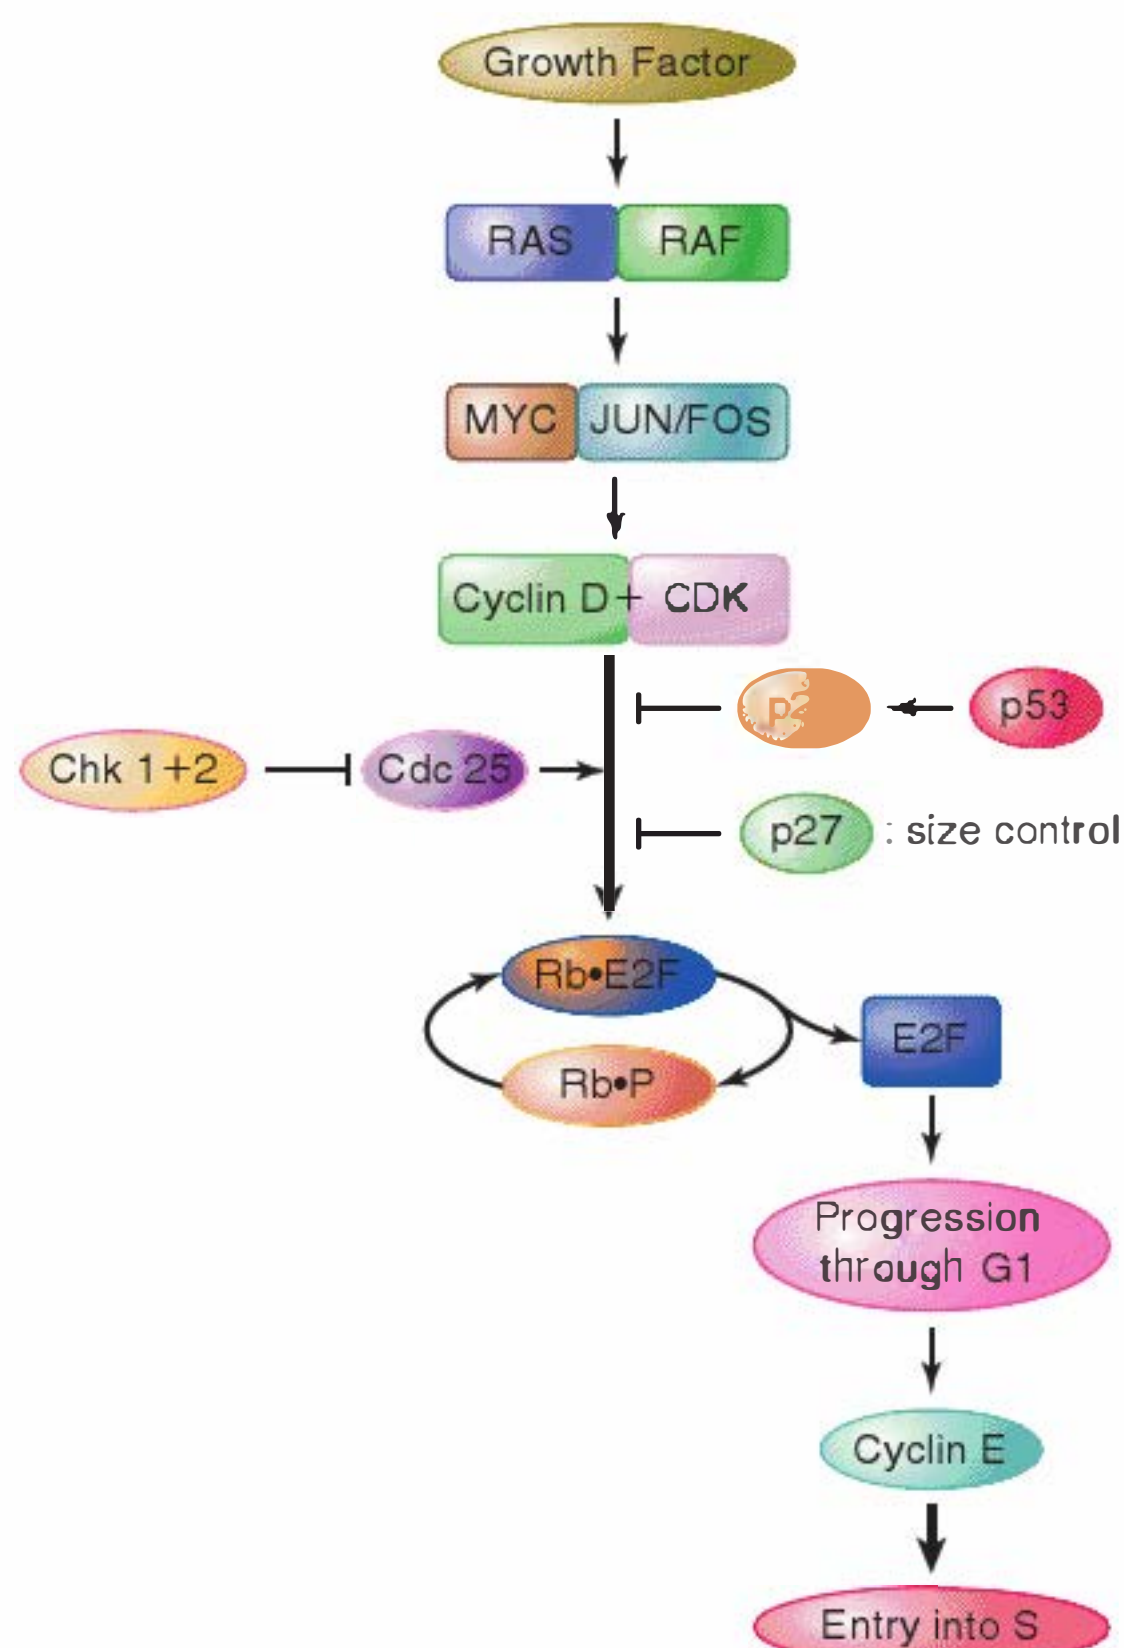 Growth Factor
RAS RAF
MYC JUN/FOS
Cyclin D + CDK
p53
Chk 1+2 Cdc 25
p27 : size control
Rb•E2F
E2F
Rb•P
Progression
through G1
Cyclin E
Entry into S